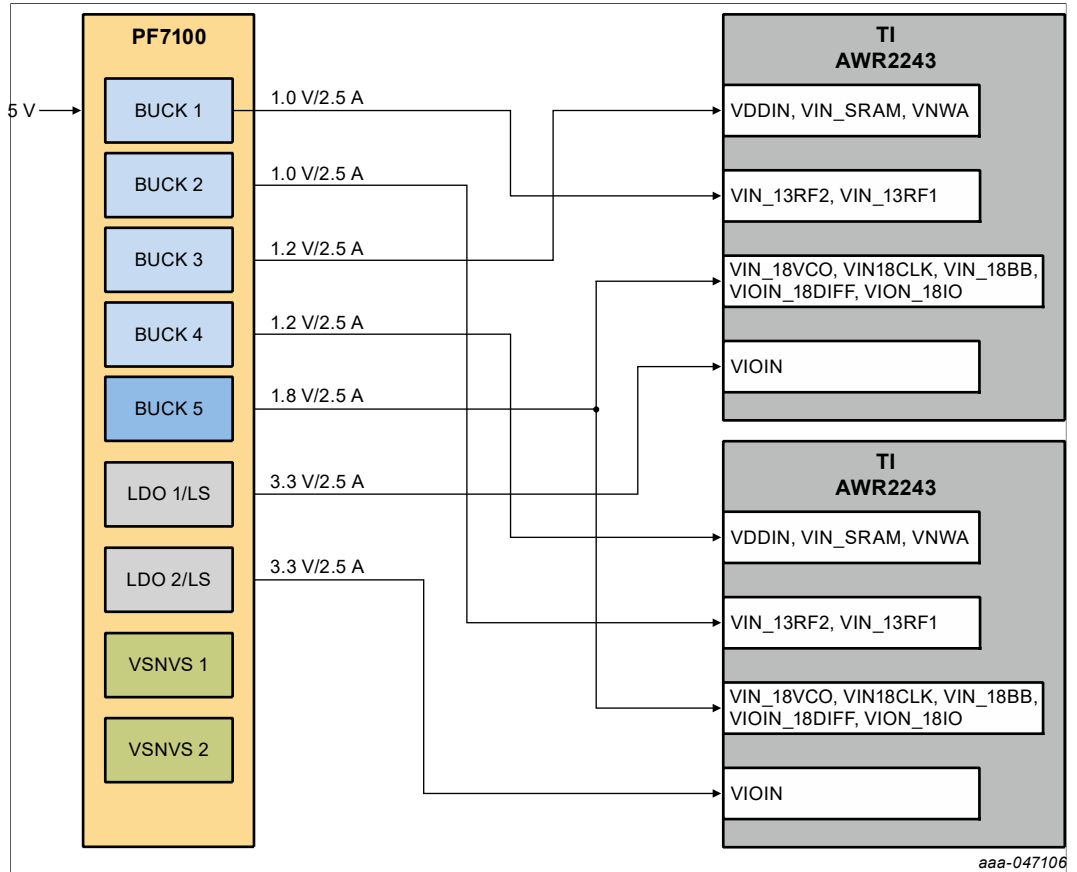 PF7100
5 V
BUCK 1
BUCK 2
BUCK 3
BUCK 4
BUCK 5
LDO 1/LS
LDO 2/LS
VSNVS 1
VSNVS 2
1.0 V/2.5 A
1.0 V/2.5 A
1.2 V/2.5 A
1.2 V/2.5 A
1.8 V/2.5 A
3.3 V/2.5 A
3.3 V/2.5 A
TI
AWR2243
VDDIN, VIN_SRAM, VNWA
VIN_13RF2, VIN_13RF1
VIN_18VCO, VIN18CLK, VIN_18BB,
VIOIN_18DIFF, VION_18IO
VIOIN
TI
AWR2243
VDDIN, VIN_SRAM, VNWA
VIN_13RF2, VIN_13RF1
VIN_18VCO, VIN18CLK, VIN_18BB,
VIOIN_18DIFF, VION_18IO
VIOIN
aaa-047106